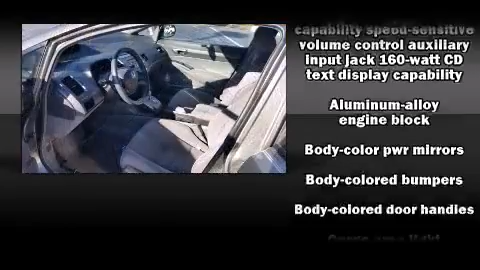 capability speed-sensitive
volume control auxiliary
input jack 160-watt CD
text display capability
Aluminum-alloy
engine block
Body-color pwr mirrors
Body-colored bumpers
Body-colored door handles